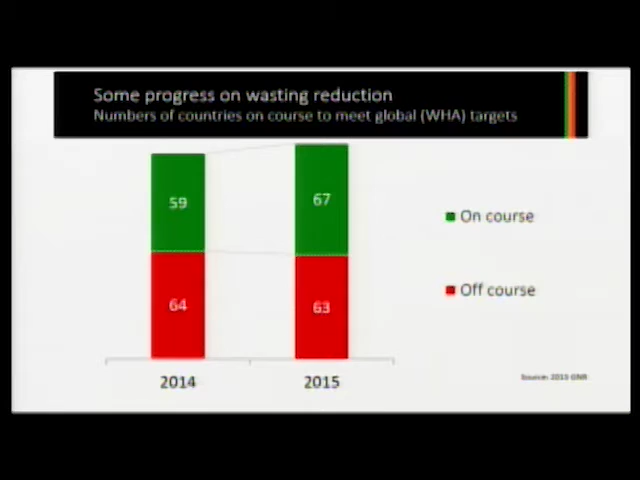 Some progress on wasting reduction
Numbers of countries on course to meet global (WHA) targets
59
67
On course
64
63
Off course
2014
2015
Source: 2015 GNR